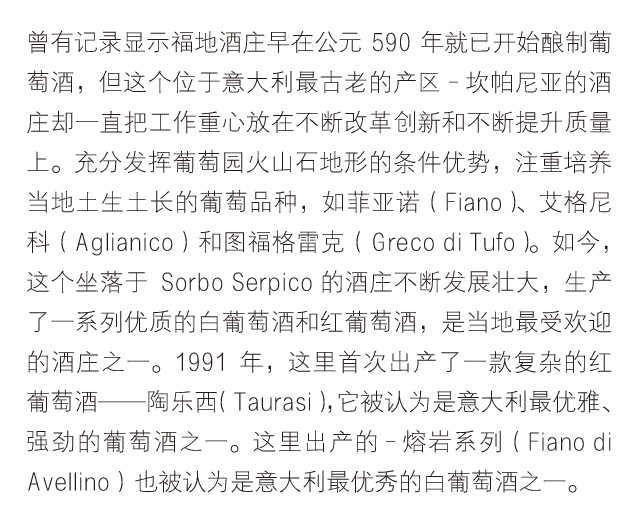 曾有记录显示福地酒庄早在公元 590 年就已开始酿制葡
萄酒，但这个位于意大利最古老的产区 - 坎帕尼亚的酒
庄却一直把工作重心放在不断改革创新和不断提升质量
上。充分发挥葡萄园火山石地形的条件优势，注重培养
当地土生土长的葡萄品种，如菲亚诺（ Fiano ）、艾格尼
科（ Aglianico ）和图福格雷克（ Greco di Tufo ）。如今，
这个坐落于 Sorbo Serpico 的酒庄不断发展壮大，生产
了一系列优质的白葡萄酒和红葡萄酒，是当地最受欢迎
的酒庄之一。1991 年，这里首次出产了一款复杂的红
葡萄酒——陶乐西( Taurasi ),它被认为是意大利最优雅、
强劲的葡萄酒之一。这里出产的 - 熔岩系列（ Fiano di
Avellino ）也被认为是意大利最优秀的白葡萄酒之一。